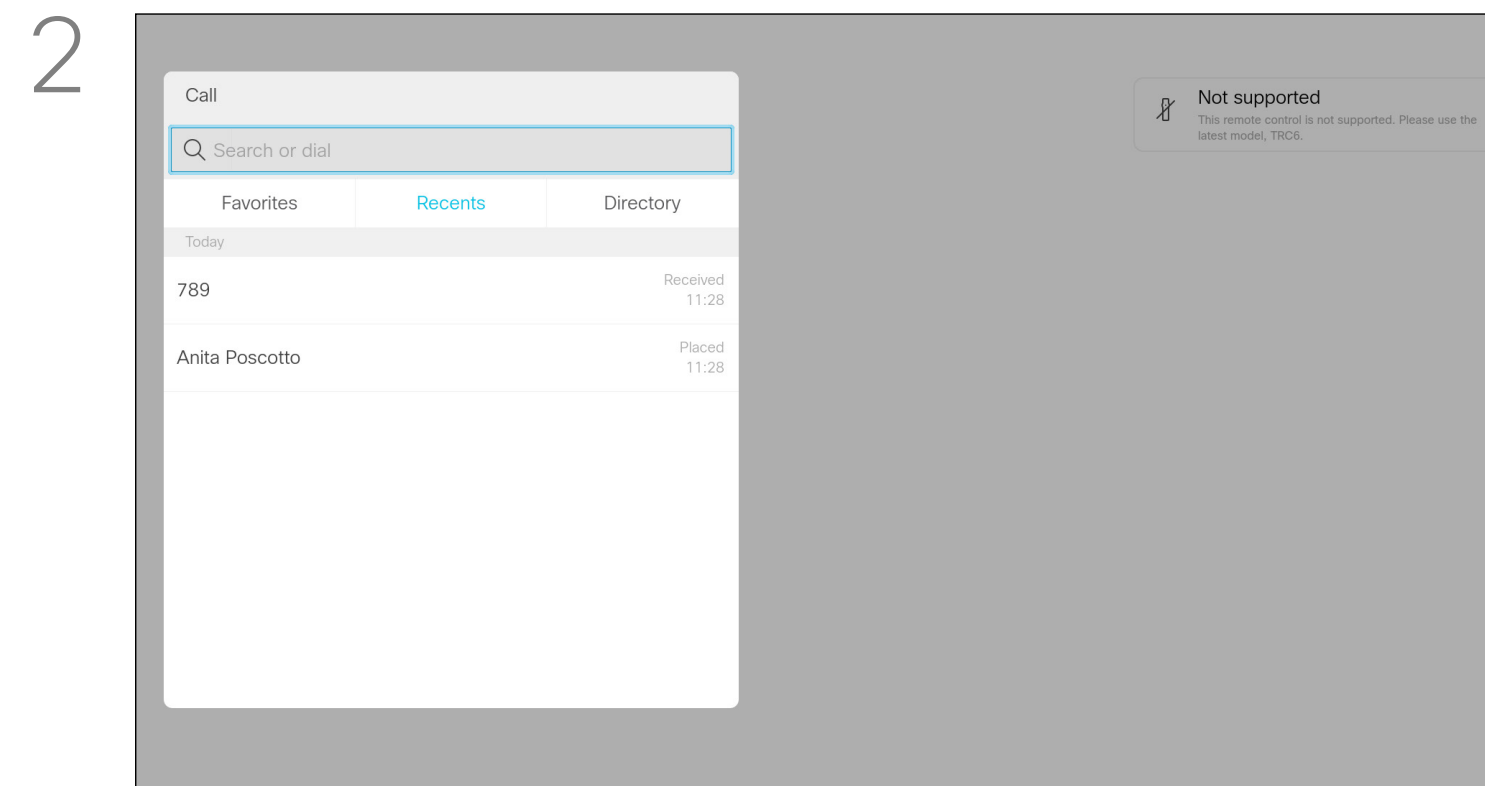 2
Call
Search or dial
Favorites Recents Directory
Today
789
Received
11:28
Anita Poscotto
Placed
11:28
Not supported
This remote control is not supported. Please use the
latest model, TRC6.